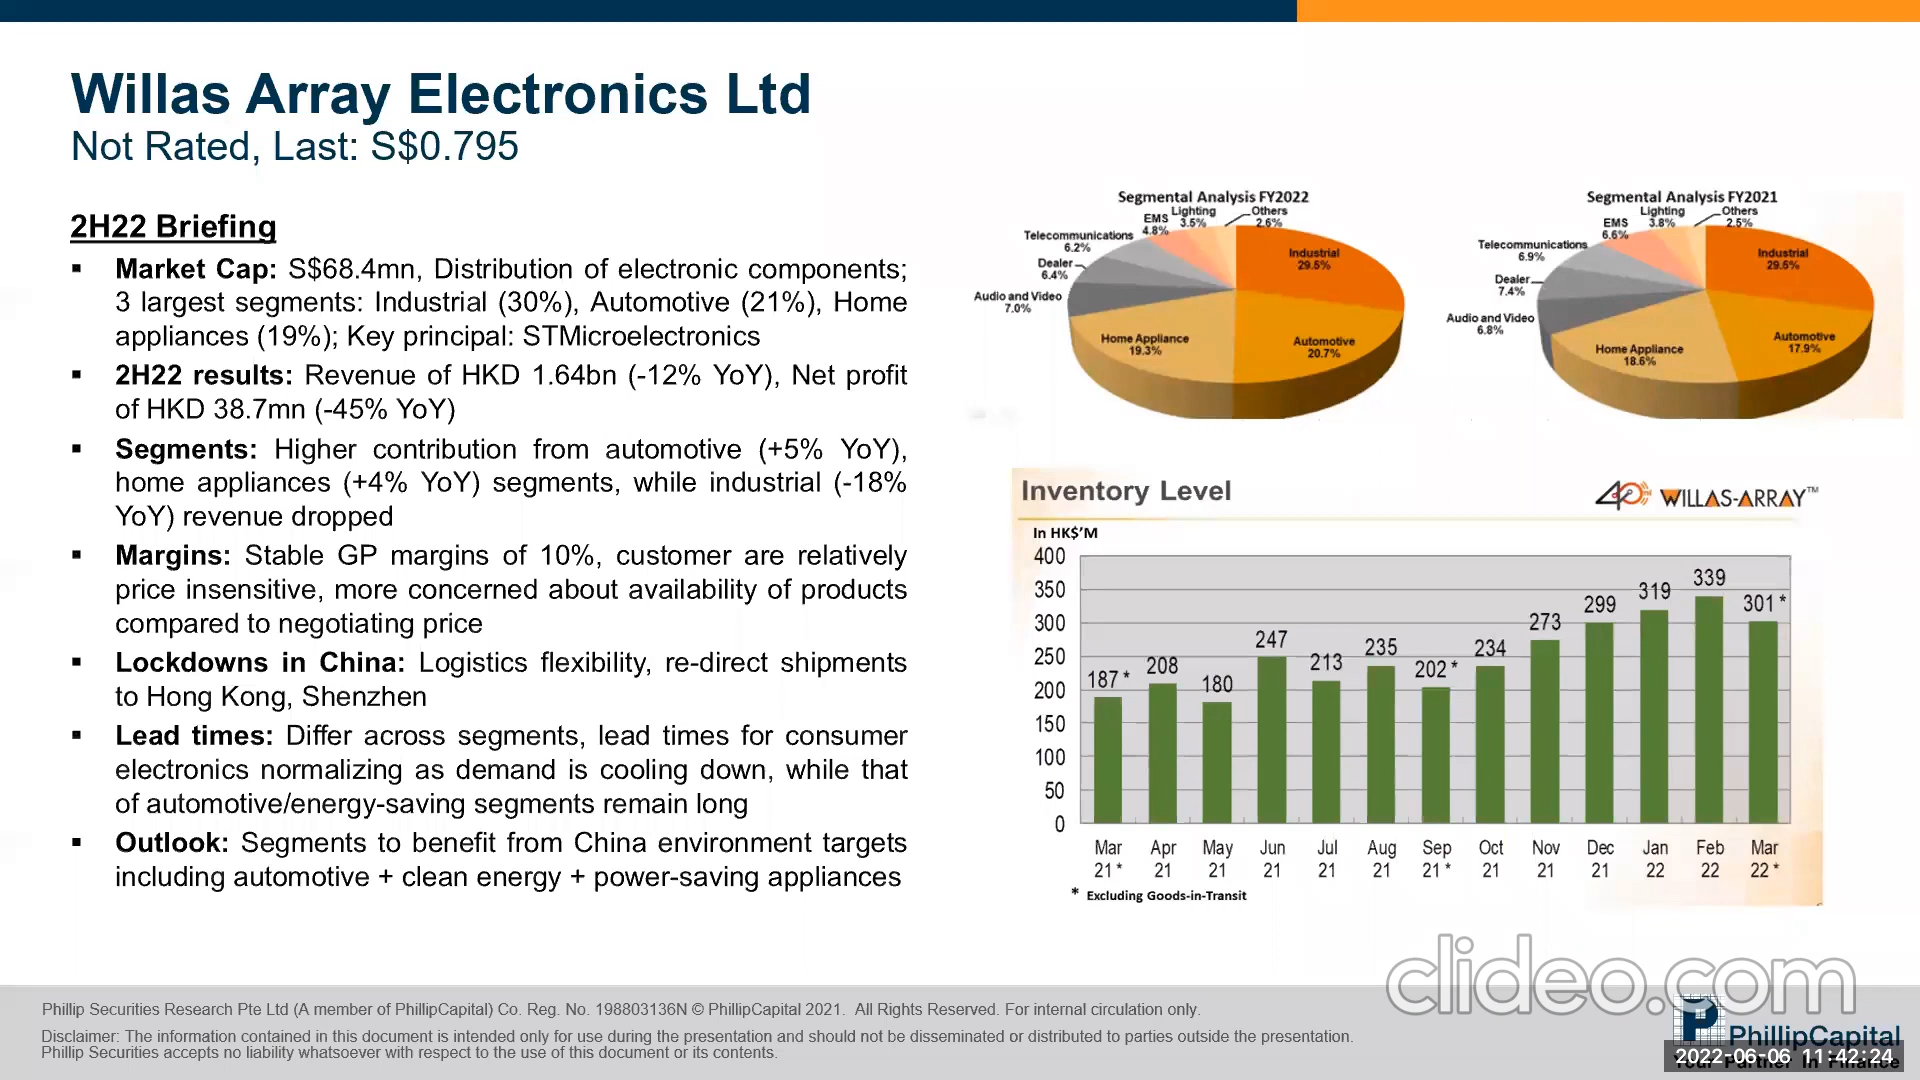 Willas Array Electronics Ltd
Not Rated, Last: S$0.795
2H22 Briefing
▪ Market Cap: S$68.4mn, Distribution of electronic components;
3 largest segments: Industrial (30%), Automotive (21%), Home
appliances (19%); Key principal: STMicroelectronics
▪ 2H22 results: Revenue of HKD 1.64bn (-12% YoY), Net profit
of HKD 38.7mn (-45% YoY)
▪ Segments: Higher contribution from automotive (+5% YoY),
home appliances (+4% YoY) segments, while industrial (-18%
YoY) revenue dropped
▪ Margins: Stable GP margins of 10%, customer are relatively
price insensitive, more concerned about availability of products
compared to negotiating price
▪ Lockdowns in China: Logistics flexibility, re-direct shipments
to Hong Kong, Shenzhen
▪ Lead times: Differ across segments, lead times for consumer
electronics normalizing as demand is cooling down, while that
of automotive/energy-saving segments remain long
▪ Outlook: Segments to benefit from China environment targets
including automotive + clean energy + power-saving appliances
Segmental Analysis FY2022
Lighting
3.5%
Others
2.6%
EMS
4.8%
Telecommunications
6.2%
Dealer
6.4%
Audio and Video
7.0%
Home Appliance
19.3%
Automotive
20.7%
Industrial
29.5%
Segmental Analysis FY2021
Lighting
3.8%
Others
2.5%
EMS
6.6%
Telecommunications
6.9%
Dealer
7.4%
Audio and Video
6.8%
Home Appliance
18.6%
Automotive
17.9%
Industrial
29.5%
Inventory Level
40 WILLAS-ARRAY™
In HK$'M
400
350
300
250
200
150
100
50
0
187 * 208 180 247 213 235 202 * 234 273 299 319 339 301 *
Mar Apr May Jun Jul Aug Sep Oct Nov Dec Jan Feb Mar
21 * 21 21 21 21 21 21 * 21 21 21 22 22 22 *
* Excluding Goods-in-Transit
clideo.com
Phillip Securities Research Pte Ltd (A member of PhillipCapital) Co. Reg. No. 198803136N © PhillipCapital 2021. All Rights Reserved. For internal circulation only.
Disclaimer: The information contained in this document is intended only for use during the presentation and should not be disseminated or distributed to parties outside the presentation.
Phillip Securities accepts no liability whatsoever with respect to the use of this document or its contents.
P PhillipCapital
Your Partner In Finance
2022-06-06 11:42:24